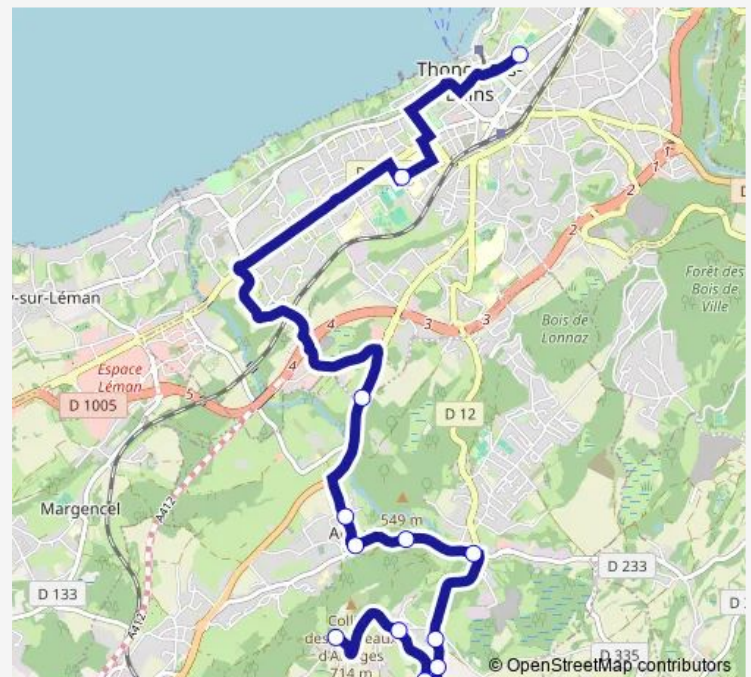 Thonon-les-
Bains
1
1
2
2
Forêt des
Bois de
Ville
-sur-Léman
4
3
3
Bois de
Lonnaz
Espace
Léman
4
5
D 1005
D 12
A412
Margencel
549 m
D 233
D 133
A412
D
714 m
D 335
© OpenStreetMap contributors